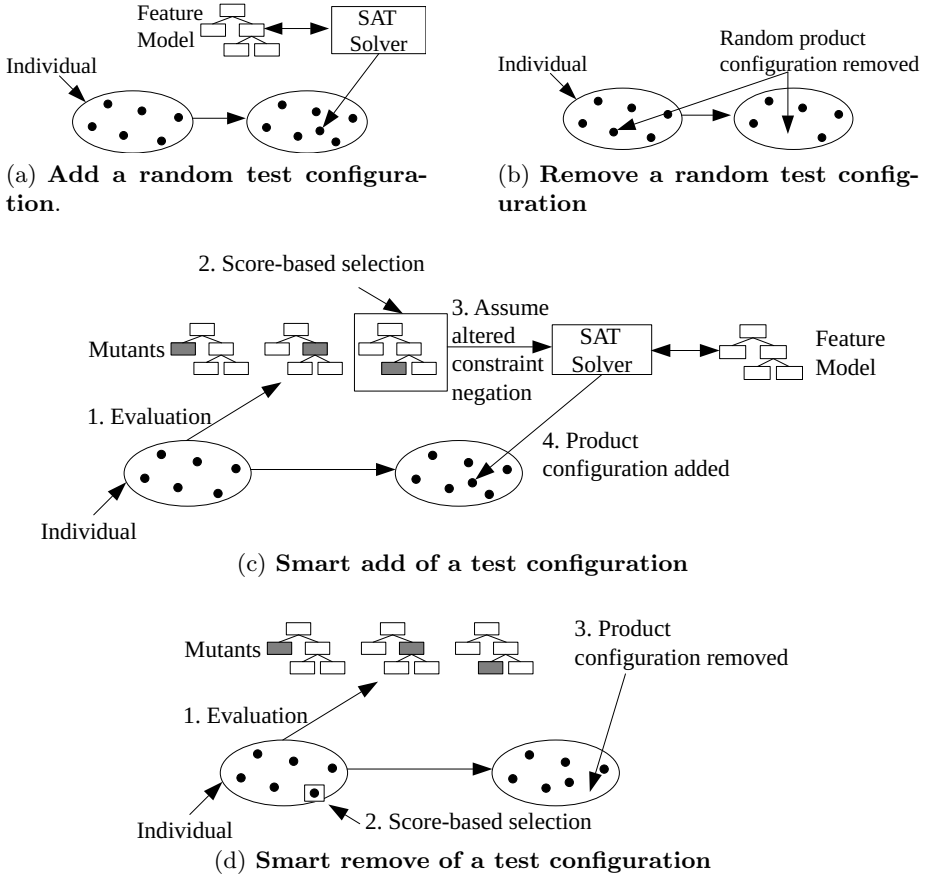 Feature
Model
SAT
Solver
Individual
(a) Add a random test configura-
tion.
Random product
configuration removed
Individual
(b) Remove a random test config-
uration
2. Score-based selection
3. Assume
altered
constraint
negation
Mutants
SAT
Solver
Feature
Model
1. Evaluation
4. Product
configuration added
Individual
(c) Smart add of a test configuration
Mutants
3. Product
configuration removed
1. Evaluation
Individual
2. Score-based selection
(d) Smart remove of a test configuration